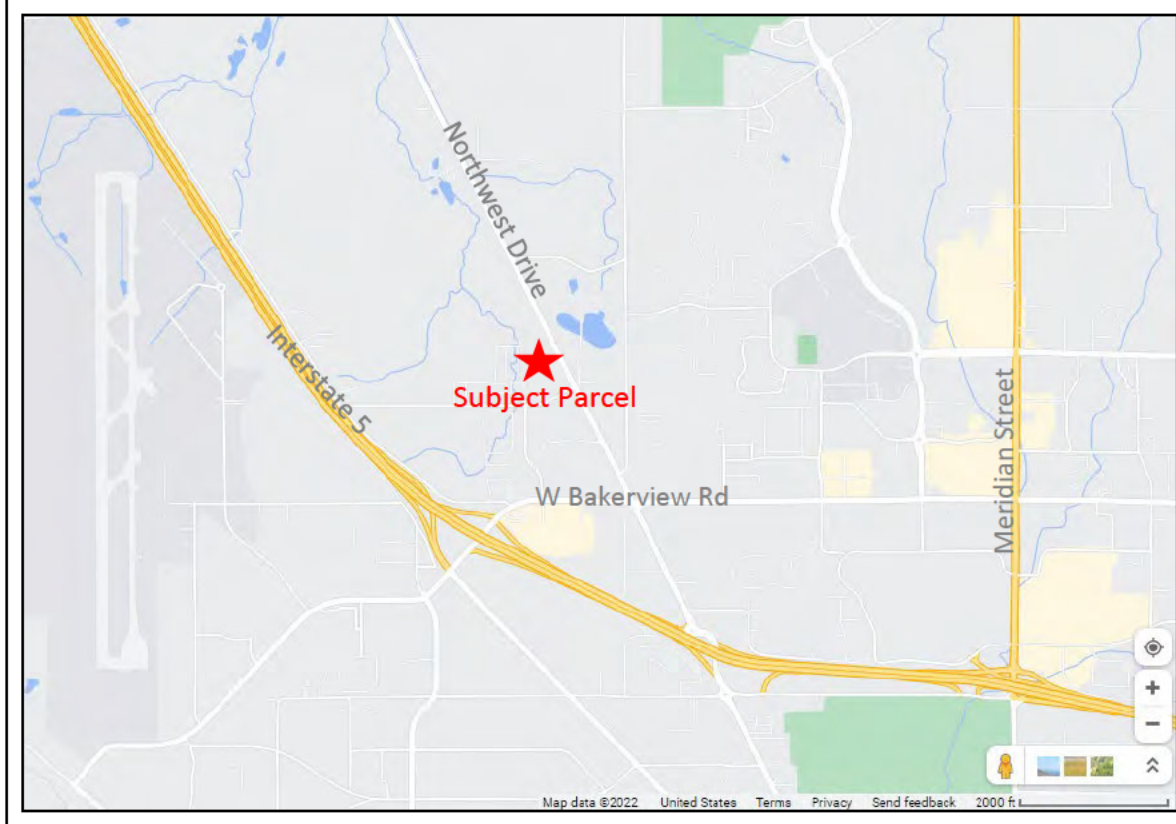 Northwest Drive
Interstate 5
Subject Parcel
Meridian Street
W Bakerview Rd
Map data ©2022 United States Terms Privacy Send feedback 2000 ft